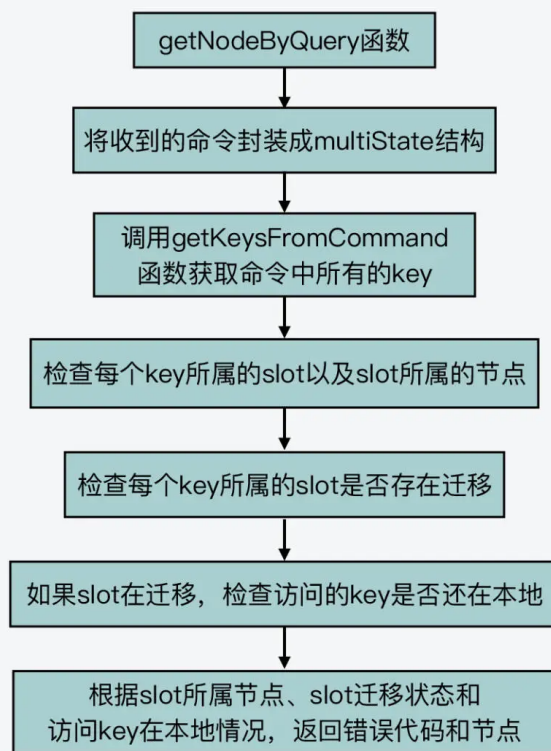 getNodeByQuery函数
将收到的命令封装成multiState结构
调用getKeysFromCommand
函数获取命令中所有的key
检查每个key所属的slot以及slot所属的节点
检查每个key所属的slot是否存在迁移
如果slot在迁移，检查访问的key是否还在本地
根据slot所属节点、slot迁移状态和
访问key在本地情况，返回错误代码和节点